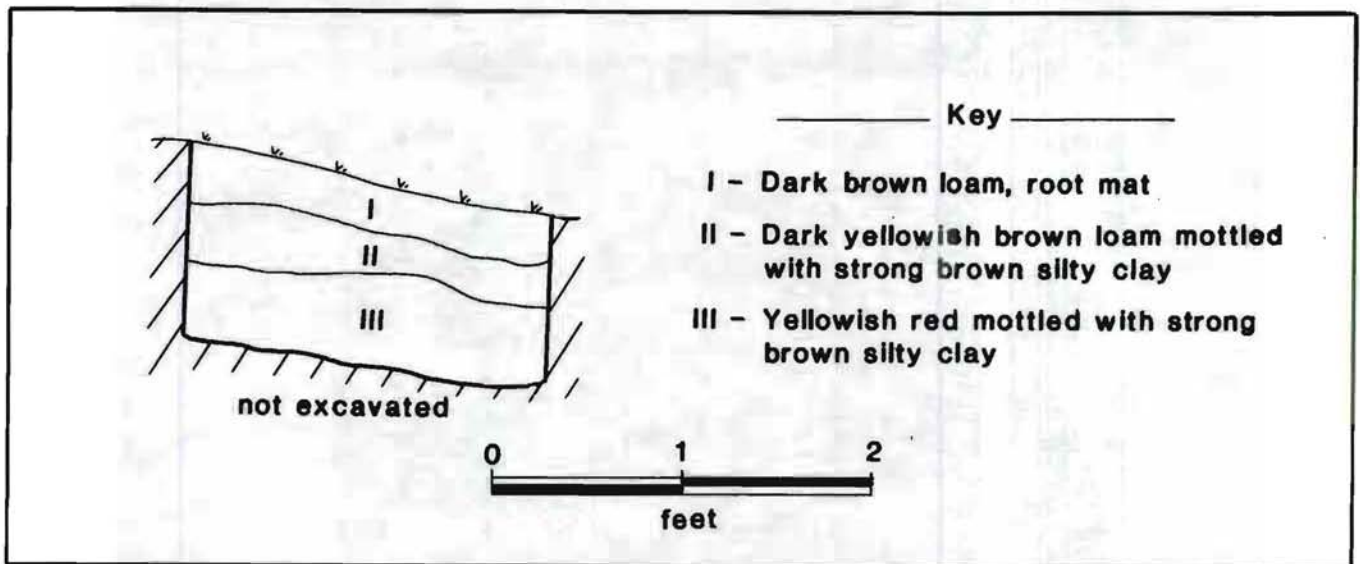 Key
I – Dark brown loam, root mat
II – Dark yellowish brown loam mottled
with strong brown silty clay
III – Yellowish red mottled with strong
brown silty clay
I
II
III
not excavated
0 1 2
feet